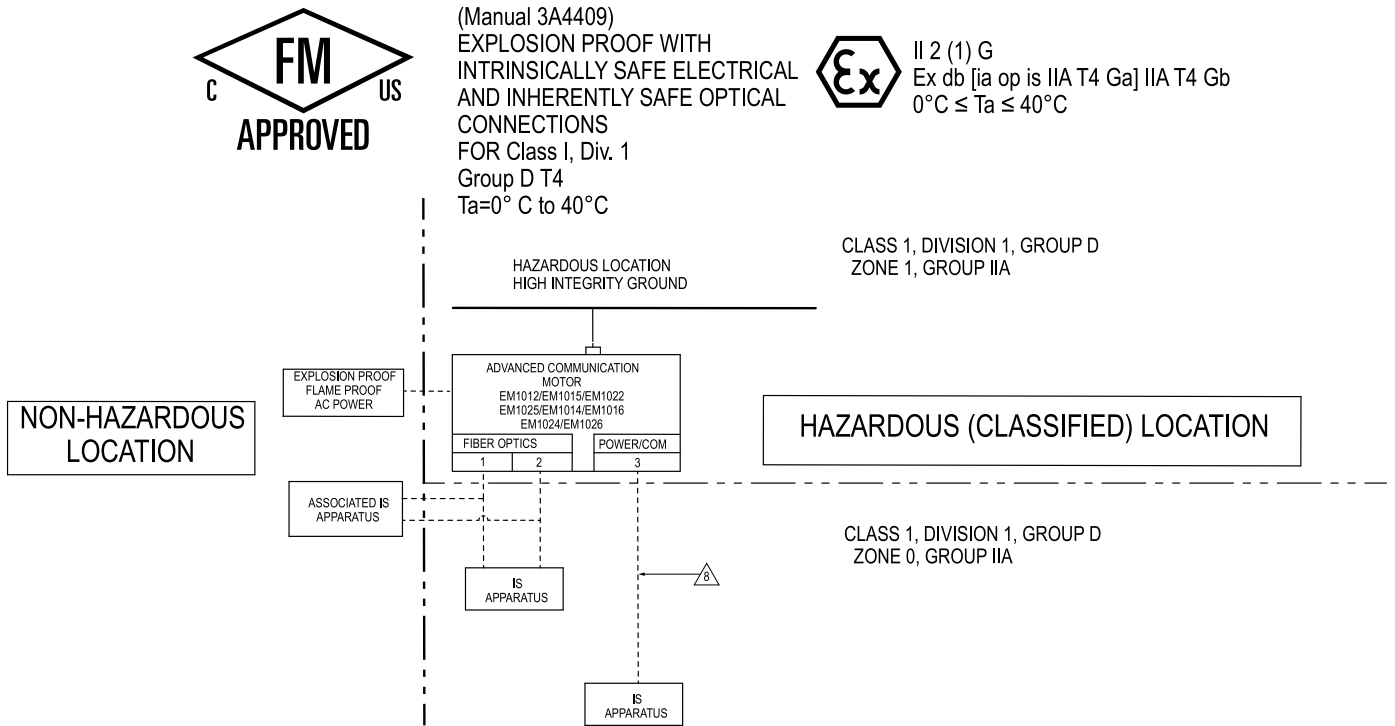 FM
C
US
APPROVED
(Manual 3A4409)
EXPLOSION PROOF WITH
INTRINSICALLY SAFE ELECTRICAL
AND INHERENTLY SAFE OPTICAL
CONNECTIONS
FOR Class I, Div. 1
Group D T4
Ta=0° C to 40°C
Ex
II 2 (1) G
Ex db [ia op is IIA T4 Ga] IIA T4 Gb
0°C ≤ Ta ≤ 40°C
HAZARDOUS LOCATION
HIGH INTEGRITY GROUND
CLASS 1, DIVISION 1, GROUP D
ZONE 1, GROUP IIA
EXPLOSION PROOF
FLAME PROOF
AC POWER
ADVANCED COMMUNICATION
MOTOR
EM1012/EM1015/EM1022
EM1025/EM1014/EM1016
EM1024/EM1026
FIBER OPTICS
POWER/COM
1
2
3
NON-HAZARDOUS
LOCATION
HAZARDOUS (CLASSIFIED) LOCATION
ASSOCIATED IS
APPARATUS
CLASS 1, DIVISION 1, GROUP D
ZONE 0, GROUP IIA
IS
APPARATUS
8
IS
APPARATUS